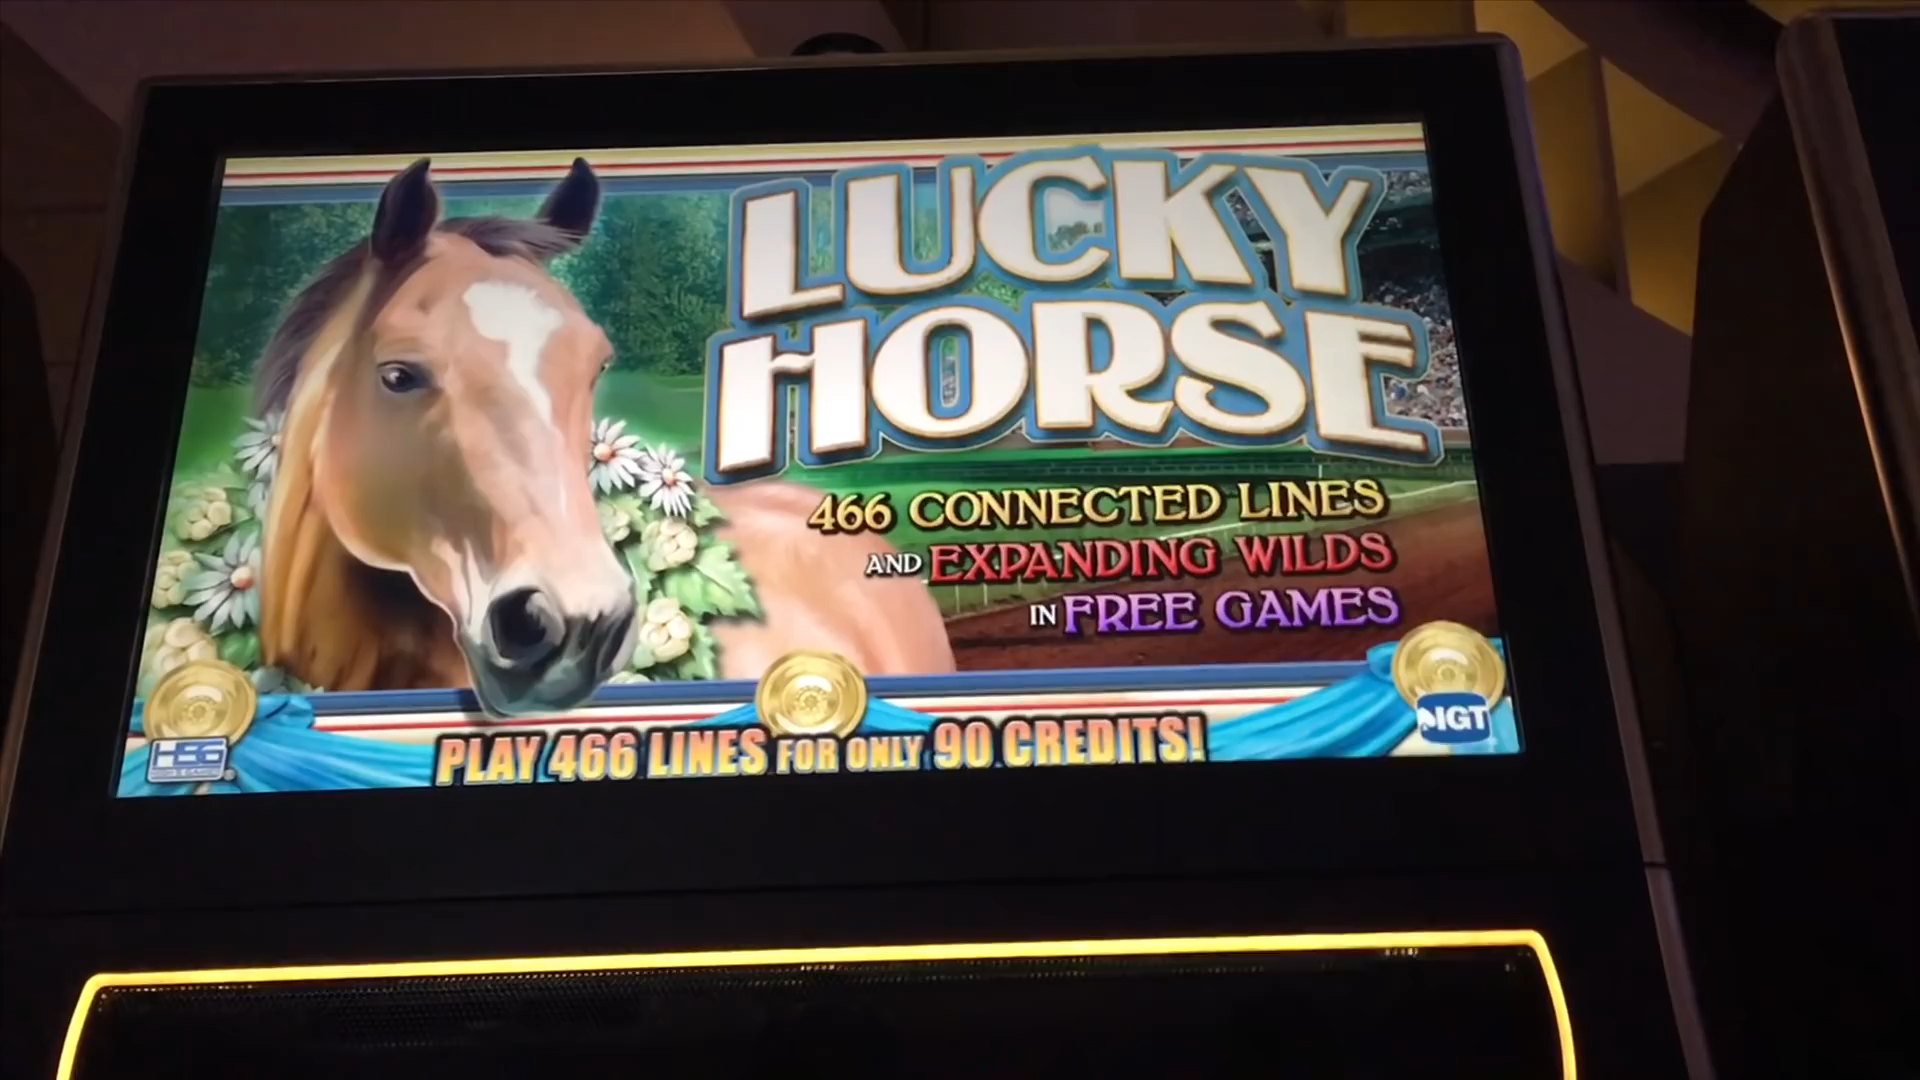 LUCKY
HORSE
466 CONNECTED LINES
AND EXPANDING WILDS
IN FREE GAMES
PLAY 466 LINES FOR ONLY 90 CREDITS!
IGT